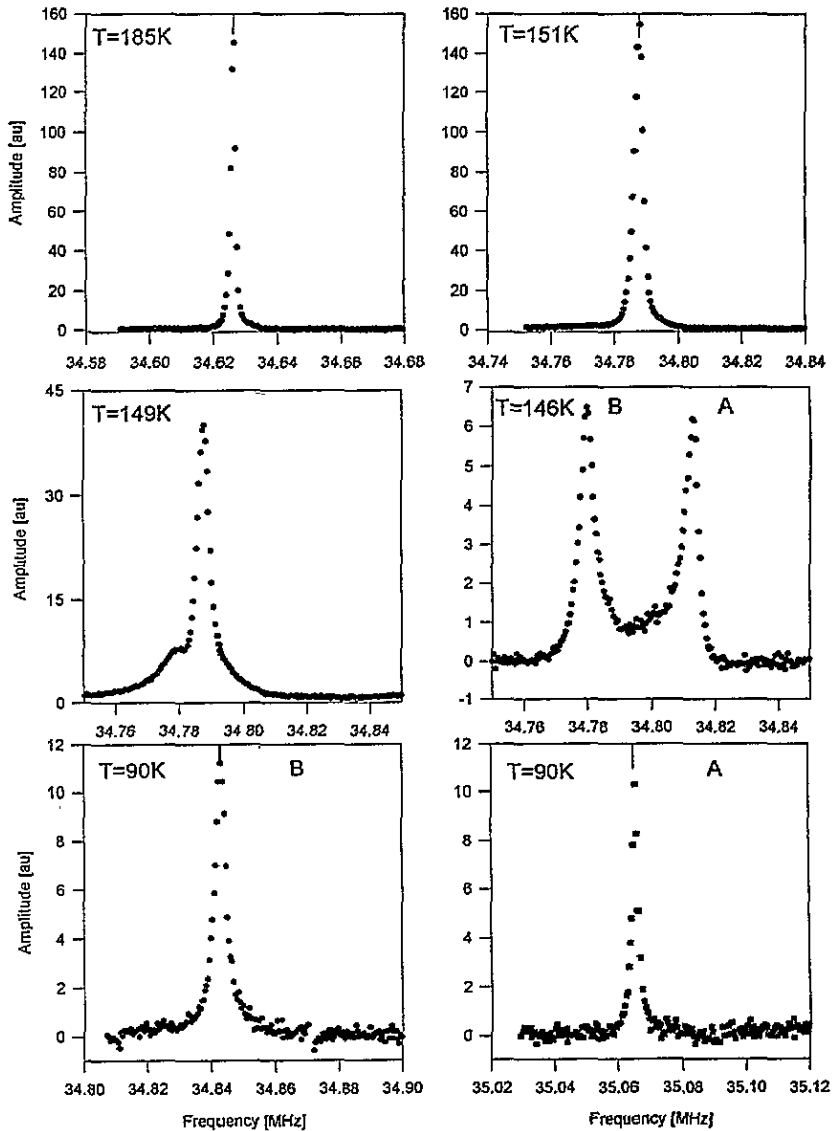 T=185K
160
140
120
100
80
60
40
20
0
Amplitude [au]
34.58 34.60 34.62 34.64 34.66 34.68
T=151K
160
140
120
100
80
60
40
20
0
34.74 34.76 34.78 34.80 34.82 34.84
T=149K
45
30
15
0
Amplitude [au]
34.76 34.78 34.80 34.82 34.84
T=146K B A
7
6
5
4
3
2
1
0
-1
34.76 34.78 34.80 34.82 34.84
T=90K B
12
10
8
6
4
2
0
Amplitude [au]
34.80 34.82 34.84 34.86 34.88 34.90
Frequency [MHz]
T=90K A
12
10
8
6
4
2
0
35.02 35.04 35.06 35.08 35.10 35.12
Frequency [MHz]